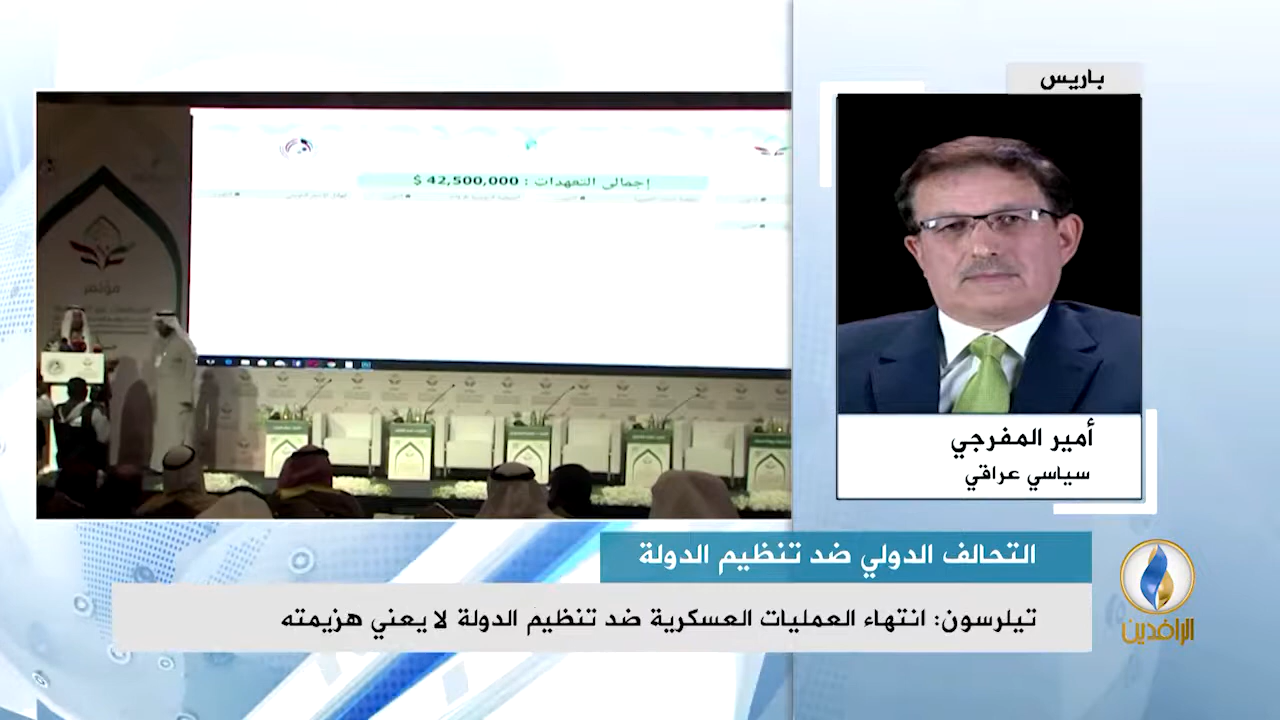 باريس
إجمالي التعهدات : 42,500,000 $
مؤتمر
أمير المفرجي
سياسي عراقي
التحالف الدولي ضد تنظيم الدولة
تيلرسون: انتهاء العمليات العسكرية ضد تنظيم الدولة لا يعني هزيمته
الرافدين